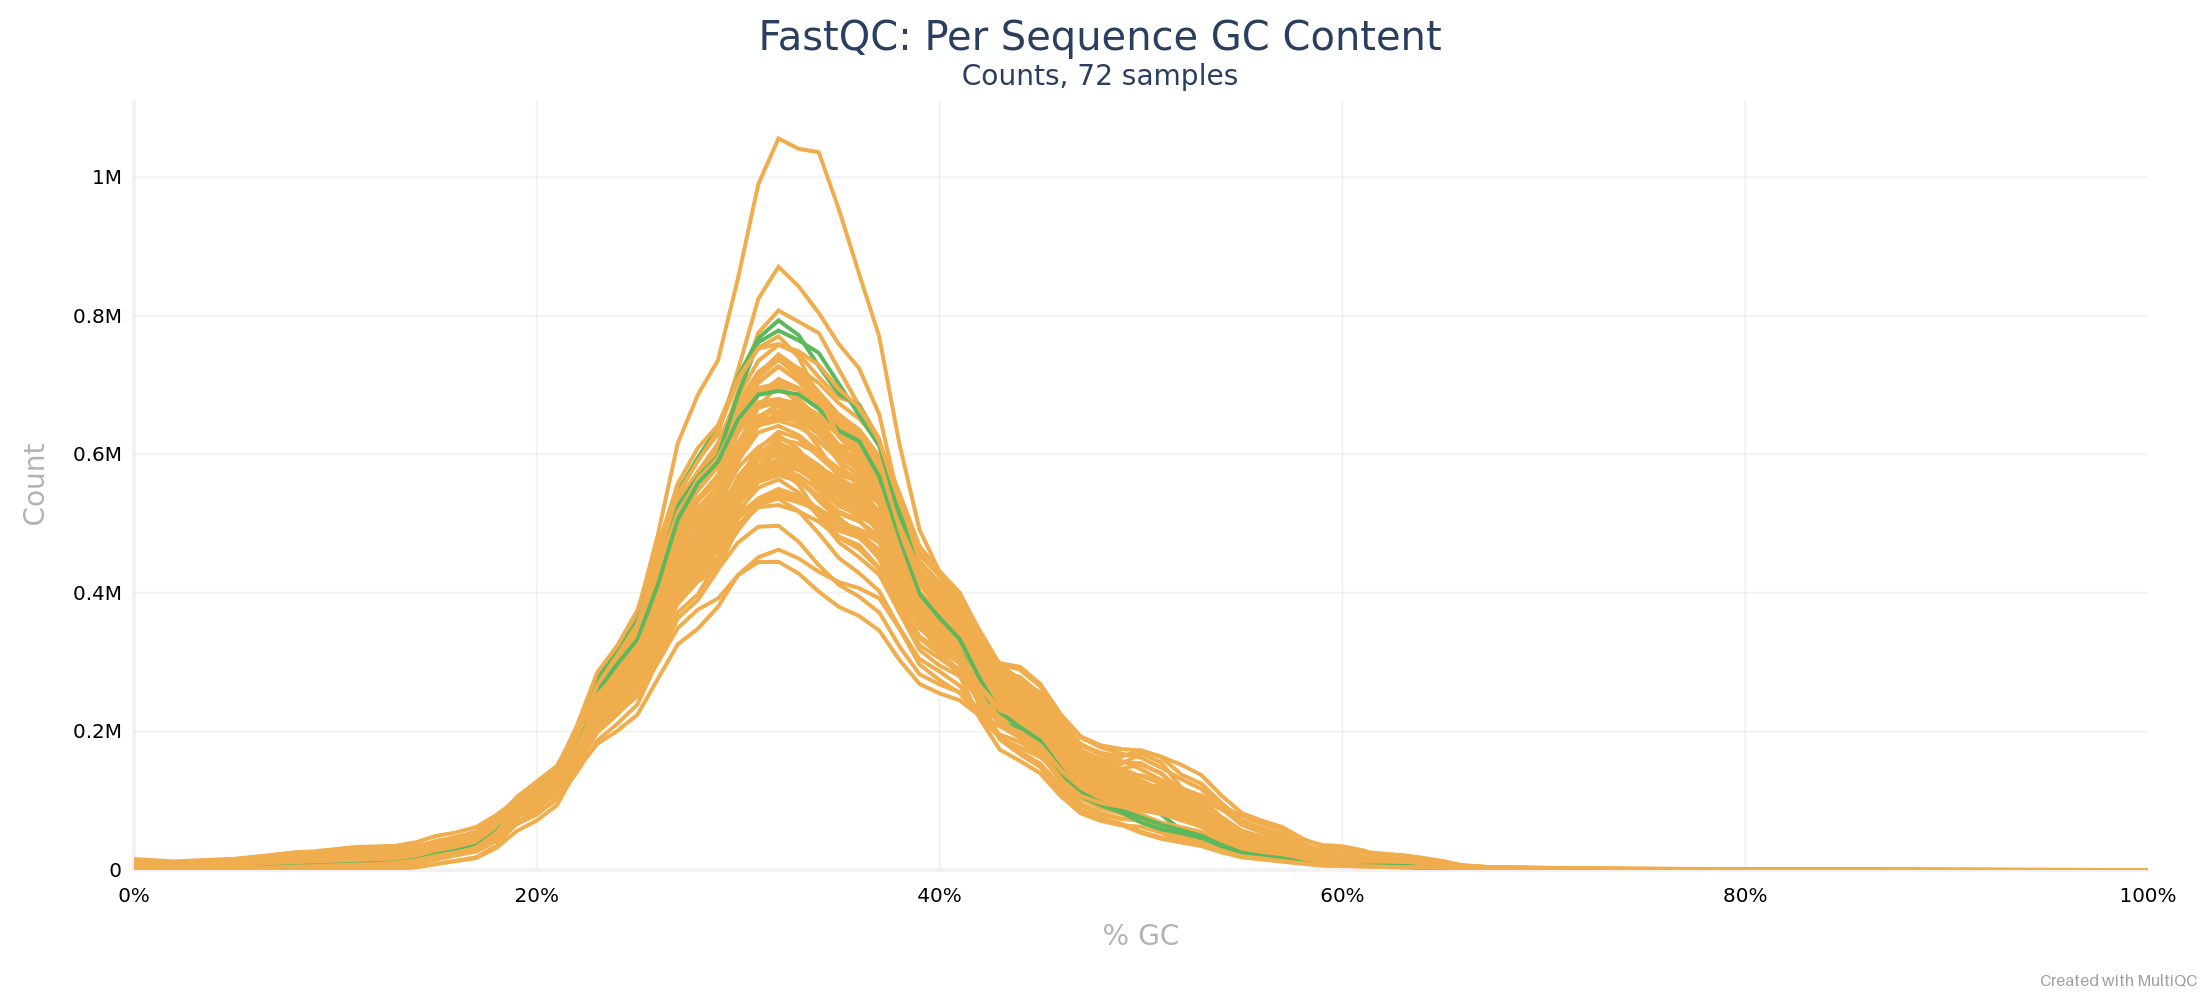 FastQC: Per Sequence GC Content
Counts, 72 samples
1M
0.8M
0.6M
0.4M
0.2M
0
Count
0% 20% 40% 60% 80% 100%
% GC
Created with MultiQC